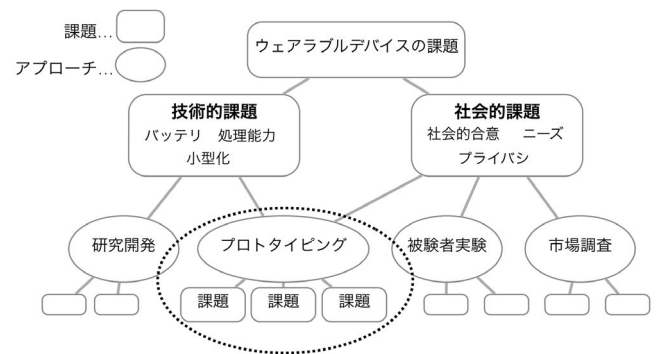 課題…
アプローチ…
ウェアラブルデバイスの課題
技術的課題
バッテリ 処理能力
小型化
社会的課題
社会的合意 ニーズ
プライバシ
研究開発
プロトタイピング
被験者実験
市場調査
課題
課題
課題